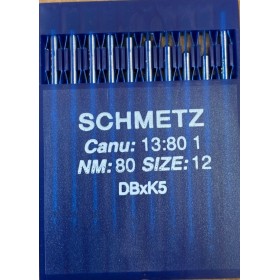 SCHMETZ
Canu: 13:80 1
NM: 80 SIZE: 12
DBxK5